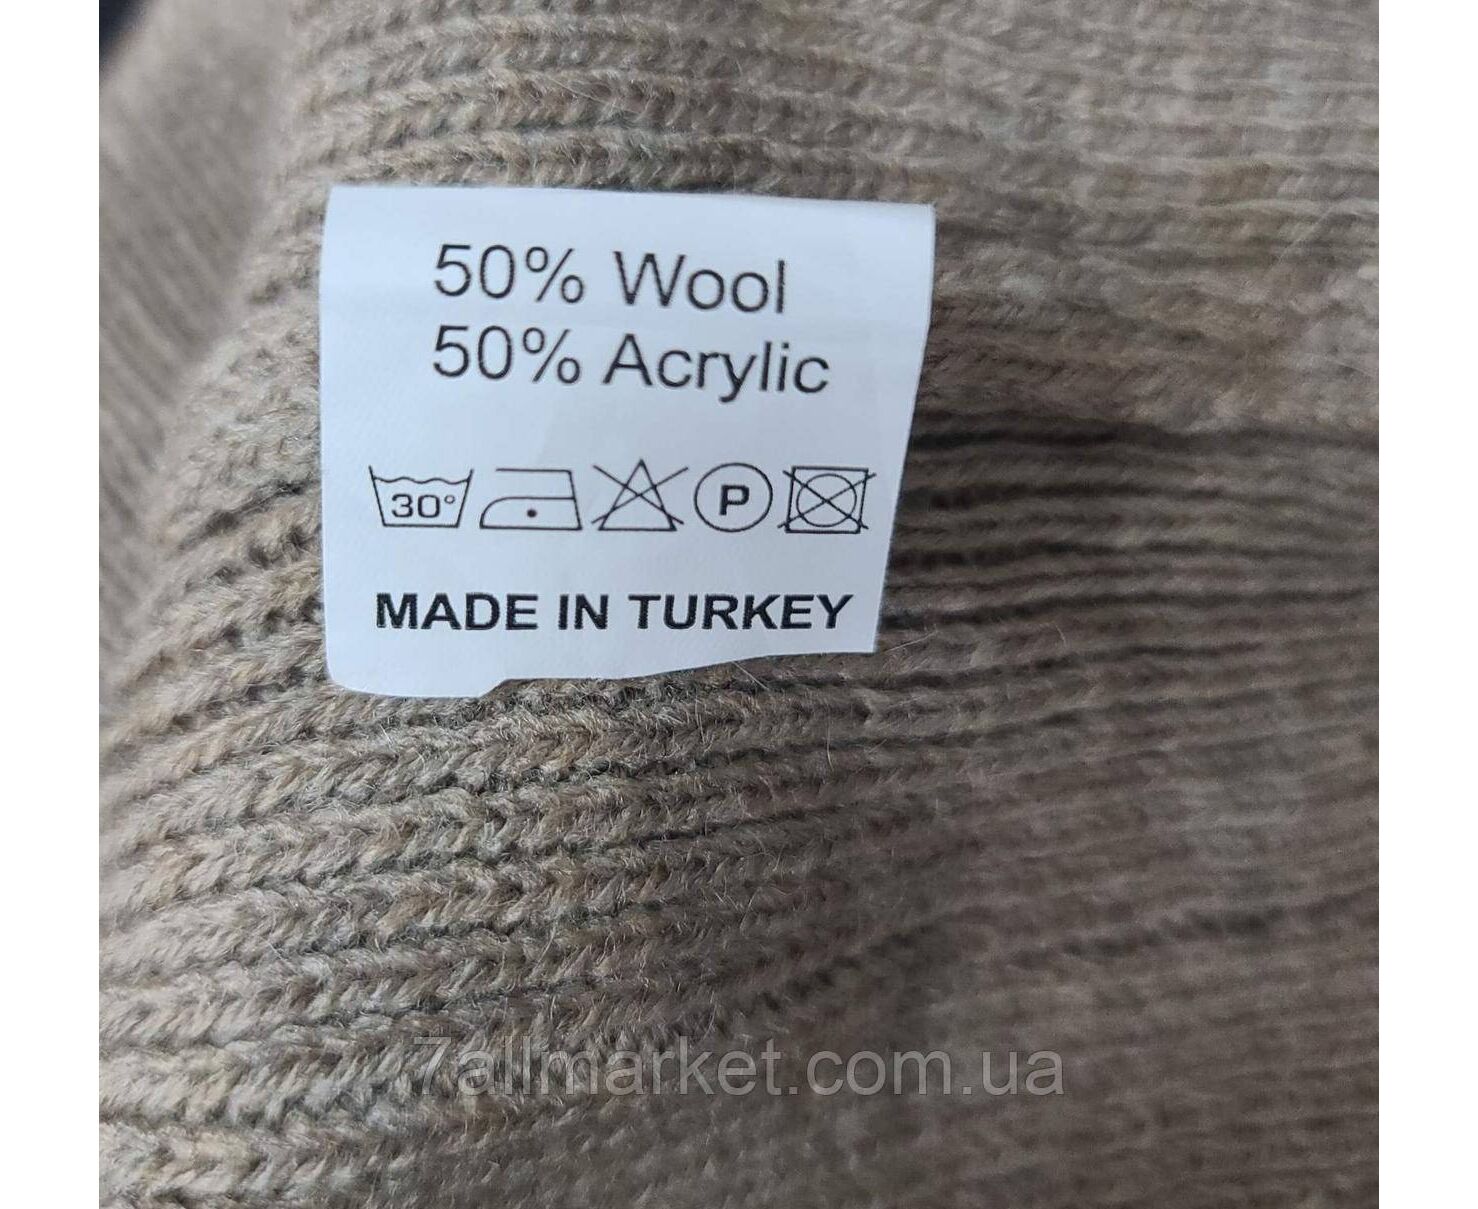 50% Wool
50% Acrylic
30°
P
MADE IN TURKEY
7allmarket.com.ua